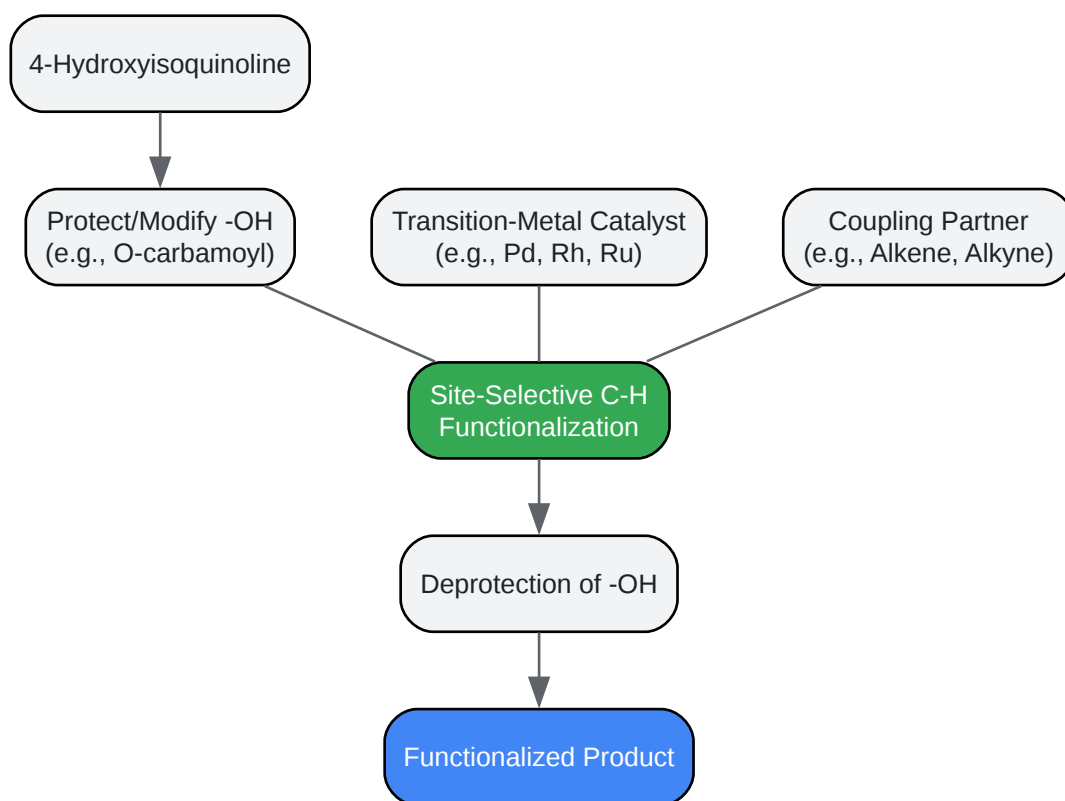 4-Hydroxyisoquinoline
Protect/Modify -OH
(e.g., O-carbamoyl)
Transition-Metal Catalyst
(e.g., Pd, Rh, Ru)
Coupling Partner
(e.g., Alkene, Alkyne)
Site-Selective C-H
Functionalization
Deprotection of -OH
Functionalized Product